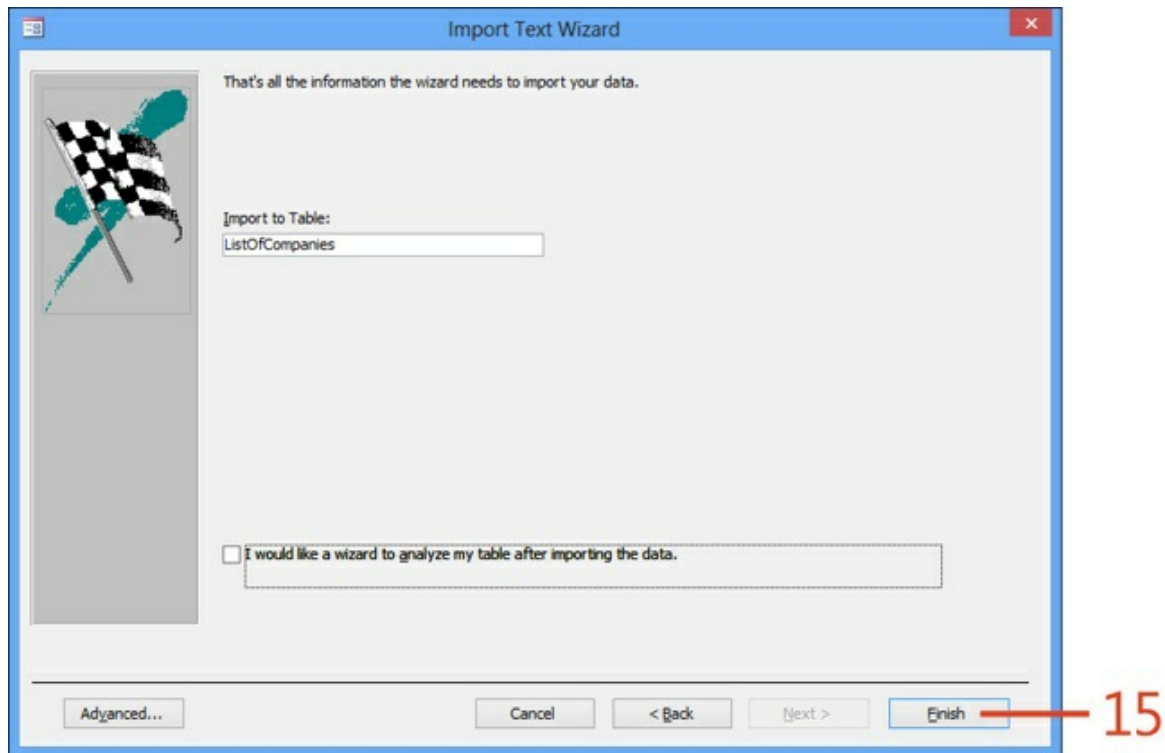 Import Text Wizard
That's all the information the wizard needs to import your data.
Import to Table:
ListOfCompanies
I would like a wizard to analyze my table after importing the data.
Advanced... Cancel < Back Next > Finish 15